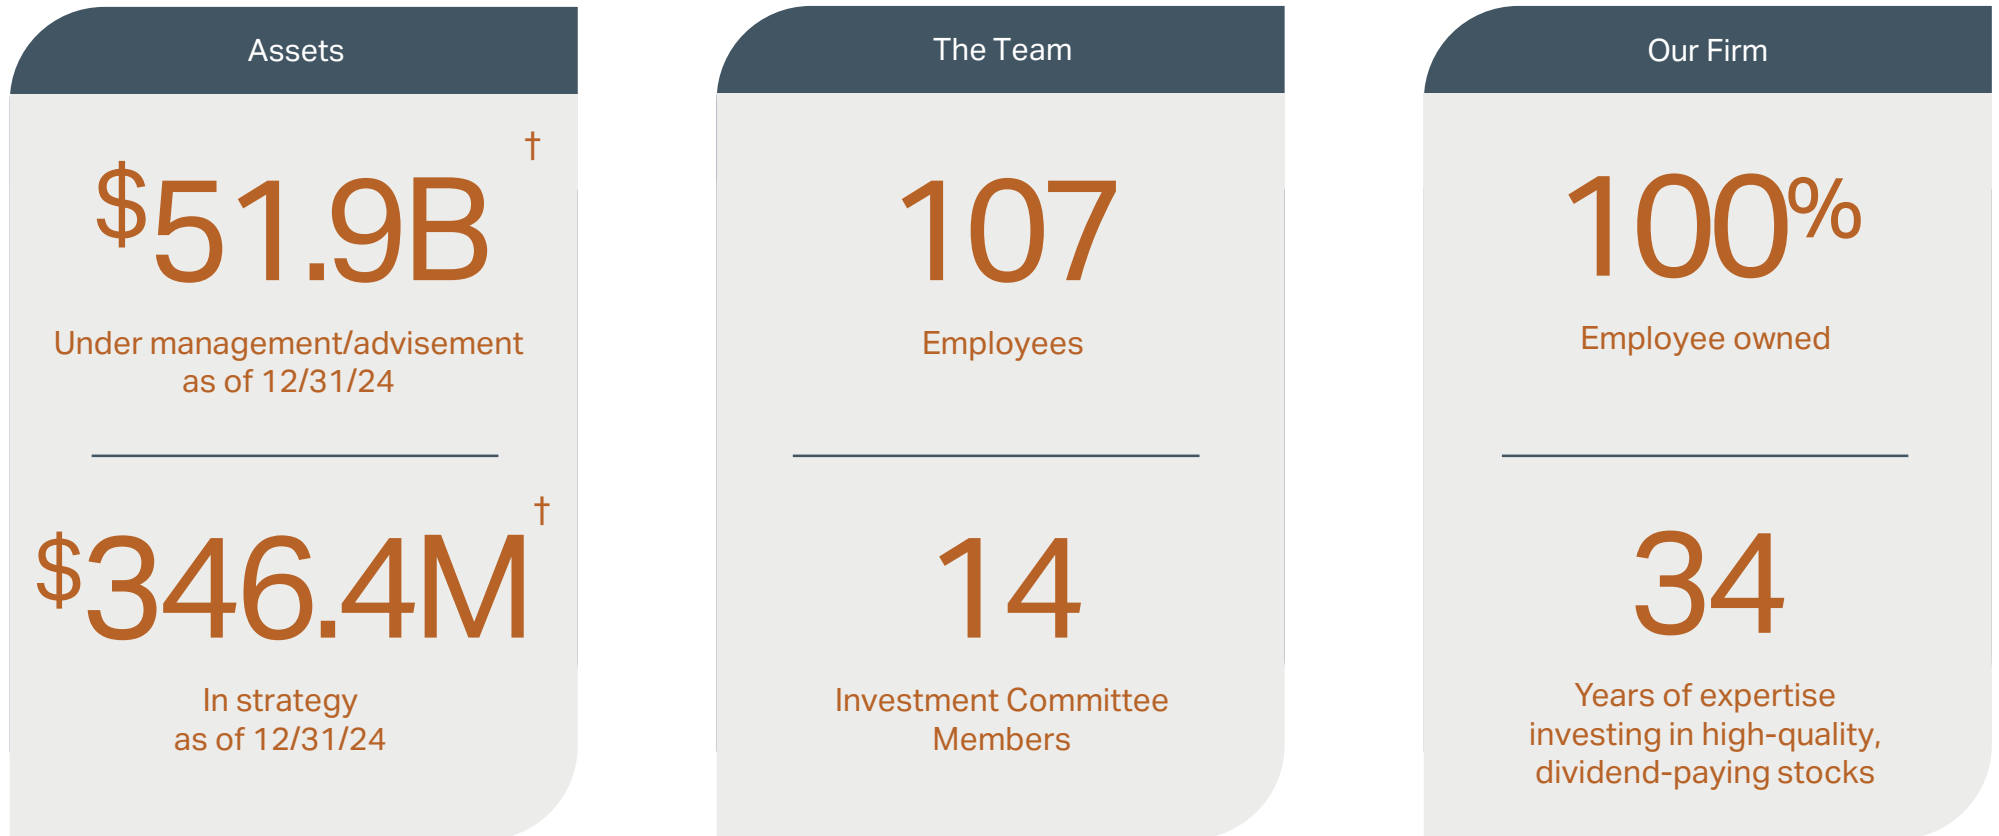 Assets
$51.9B†
Under management/advisement
as of 12/31/24
$346.4M†
In strategy
as of 12/31/24
The Team
107
Employees
14
Investment Committee
Members
Our Firm
100%
Employee owned
34
Years of expertise
investing in high-quality,
dividend-paying stocks